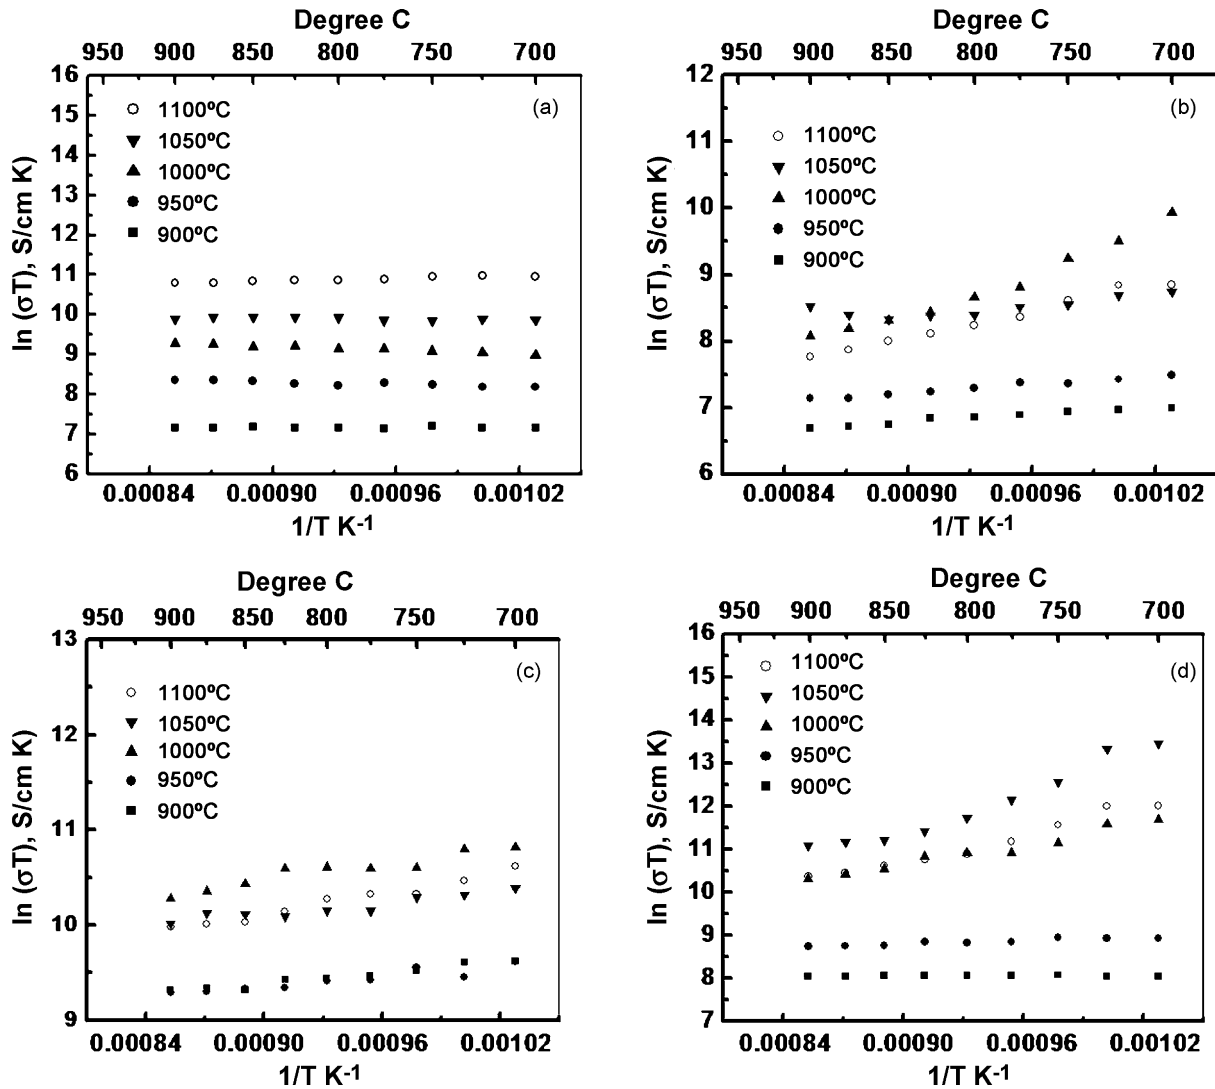 Degree C
950 900 850 800 750 700
16
15
14
13
12
11
10
9
8
7
6
ln (σT), S/cm K
(a)
1100ºC
1050ºC
1000ºC
950ºC
900ºC
0.00084 0.00090 0.00096 0.00102
1/T K-1
Degree C
950 900 850 800 750 700
12
11
10
9
8
7
6
ln (σT), S/cm K
(b)
1100ºC
1050ºC
1000ºC
950ºC
900ºC
0.00084 0.00090 0.00096 0.00102
1/T K-1
Degree C
950 900 850 800 750 700
13
12
11
10
9
ln (σT), S/cm K
(c)
1100ºC
1050ºC
1000ºC
950ºC
900ºC
0.00084 0.00090 0.00096 0.00102
1/T K-1
Degree C
950 900 850 800 750 700
16
15
14
13
12
11
10
9
8
7
ln (σT), S/cm K
(d)
1100ºC
1050ºC
1000ºC
950ºC
900ºC
0.00084 0.00090 0.00096 0.00102
1/T K-1